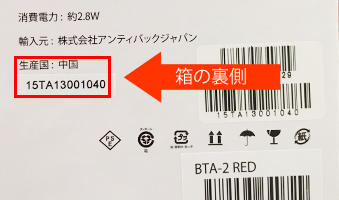 消費電力：約2.8W
輸入元：株式会社アンティバックジャパン
生産国：中国
15TA13001040
箱の裏側
29
15TA13001040
PSE
BTA-2 RED